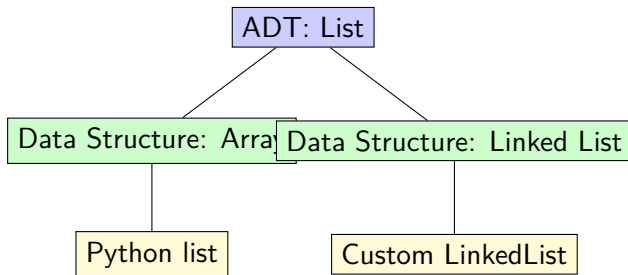 ADT: List
Data Structure: Array
Data Structure: Linked List
Python list
Custom LinkedList